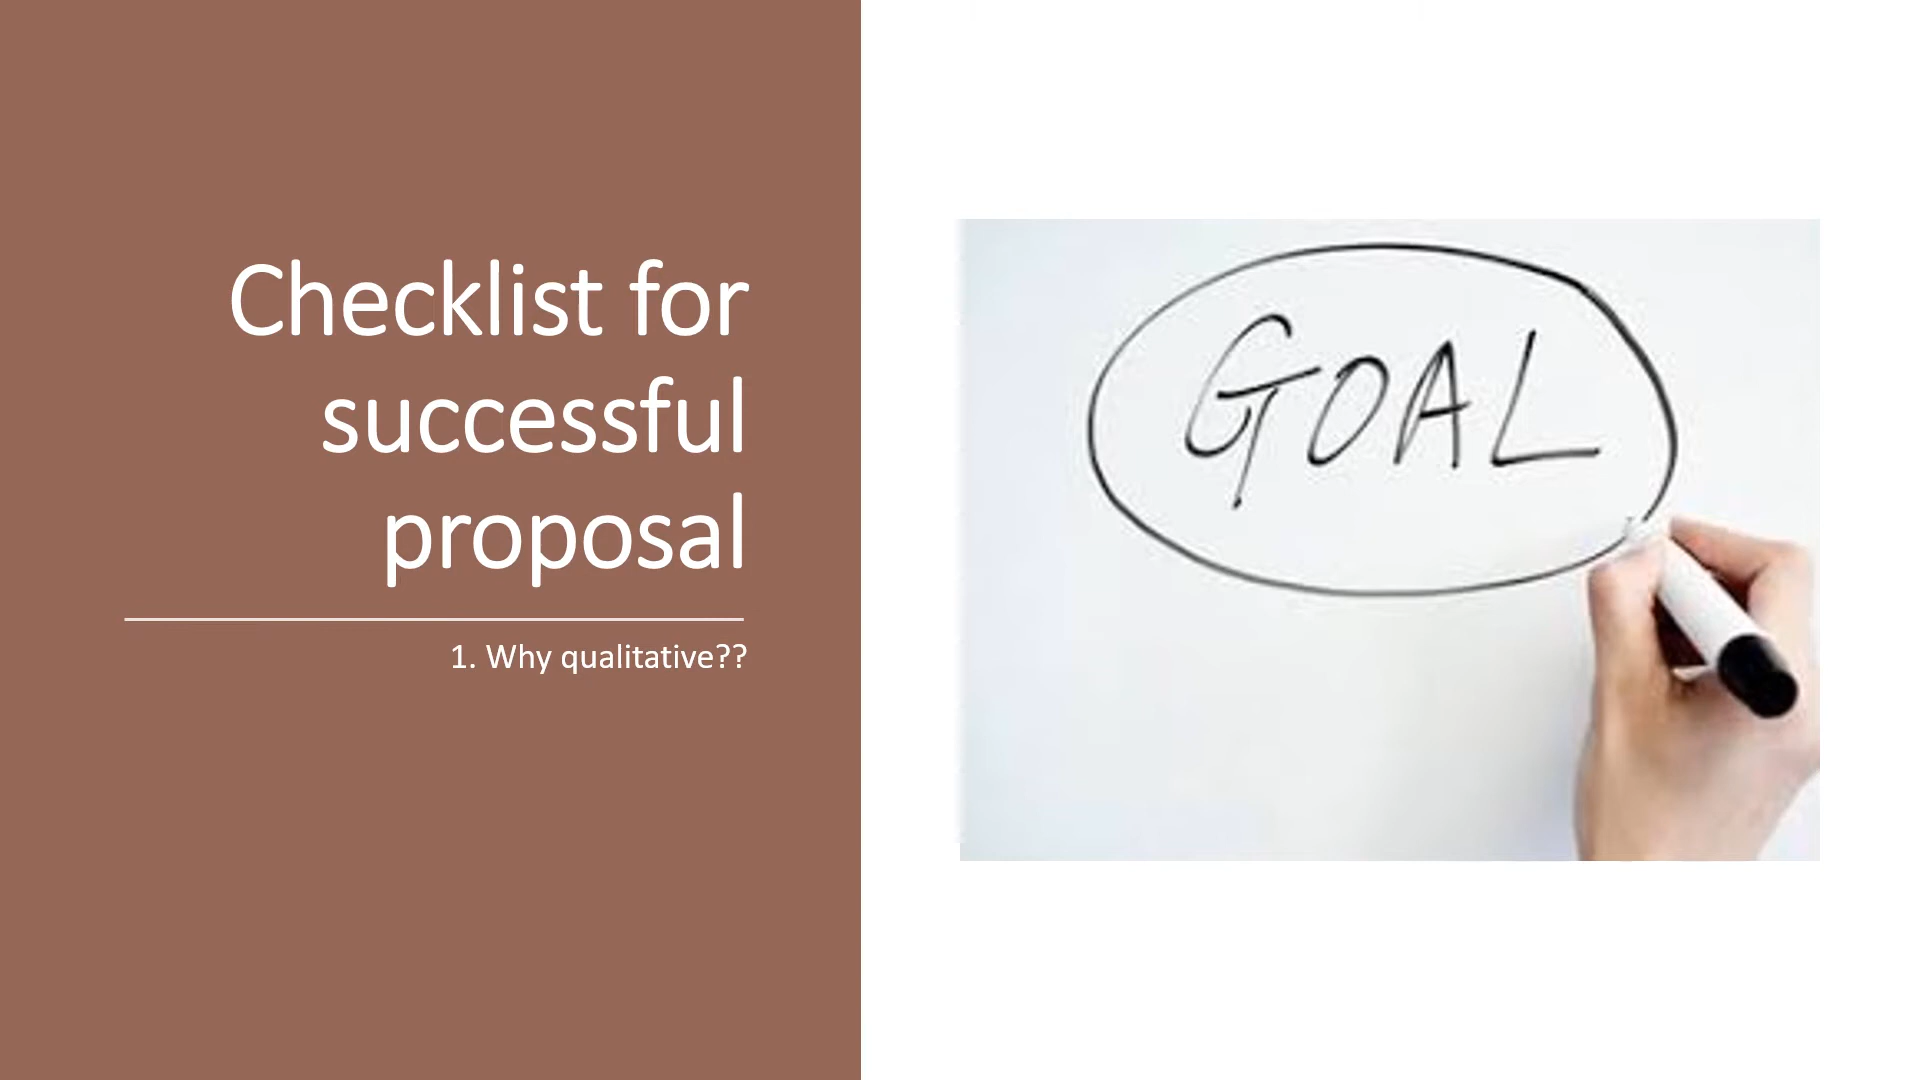 Checklist for
successful
proposal
1. Why qualitative??
GOAL